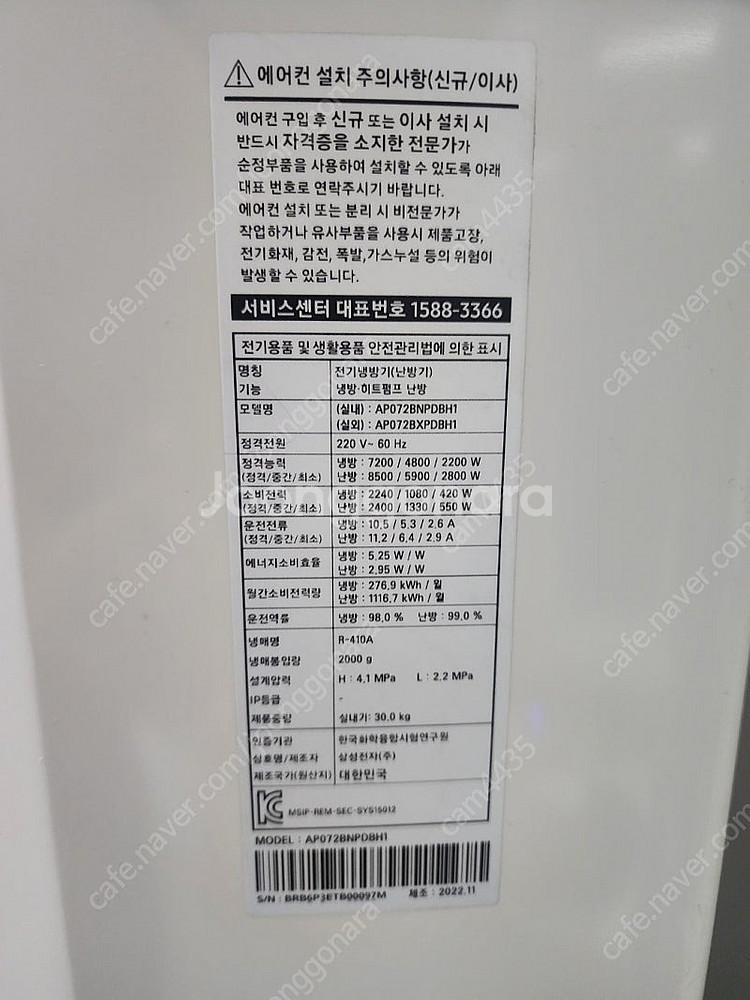 ⚠ 에어컨 설치 주의사항(신규/이사)
에어컨 구입 후 신규 또는 이사 설치 시
반드시 자격증을 소지한 전문가가
순정부품을 사용하여 설치할 수 있도록 아래
대표 번호로 연락주시기 바랍니다.
에어컨 설치 또는 분리 시 비전문가가
작업하거나 유사부품을 사용시 제품고장,
전기화재, 감전, 폭발,가스누설 등의 위험이
발생할 수 있습니다.
서비스센터 대표번호 1588-3366
전기용품 및 생활용품 안전관리법에 의한 표시
명칭 전기냉방기(난방기)
기능 냉방·히트펌프 난방
모델명 (실내) : AP072BNPDBH1
(실외) : AP072BXPDBH1
정격전원 220 V~ 60 Hz
정격능력 냉방 : 7200 / 4800 / 2200 W
(정격/중간/최소) 난방 : 8500 / 5900 / 2800 W
소비전력 냉방 : 2240 / 1080 / 420 W
(정격/중간/최소) 난방 : 2400 / 1330 / 550 W
운전전류 냉방 : 10.5 / 5.3 / 2.6 A
(정격/중간/최소) 난방 : 11.2 / 6.4 / 2.9 A
에너지소비효율 냉방 : 5.25 W / W
난방 : 2.95 W / W
월간소비전력량 냉방 : 276.9 kWh / 월
난방 : 1116.7 kWh / 월
운전역률 냉방 : 98.0 % 난방 : 99.0 %
냉매명 R-410A
냉매봉입량 2000 g
설계압력 H : 4.1 MPa L : 2.2 MPa
IP등급 -
제품중량 실내기: 30.0 kg
인증기관 한국화학융합시험연구원
상호명/제조자 삼성전자(주)
제조국가(원산지) 대한민국
MSIP-REM-SEC-SYS15012
MODEL : AP072BNPDBH1
S/N : BRB6P3ETB00097M 제조 : 2022.11
Joonggonara
cafe.naver.com/joonggonara
cam4435